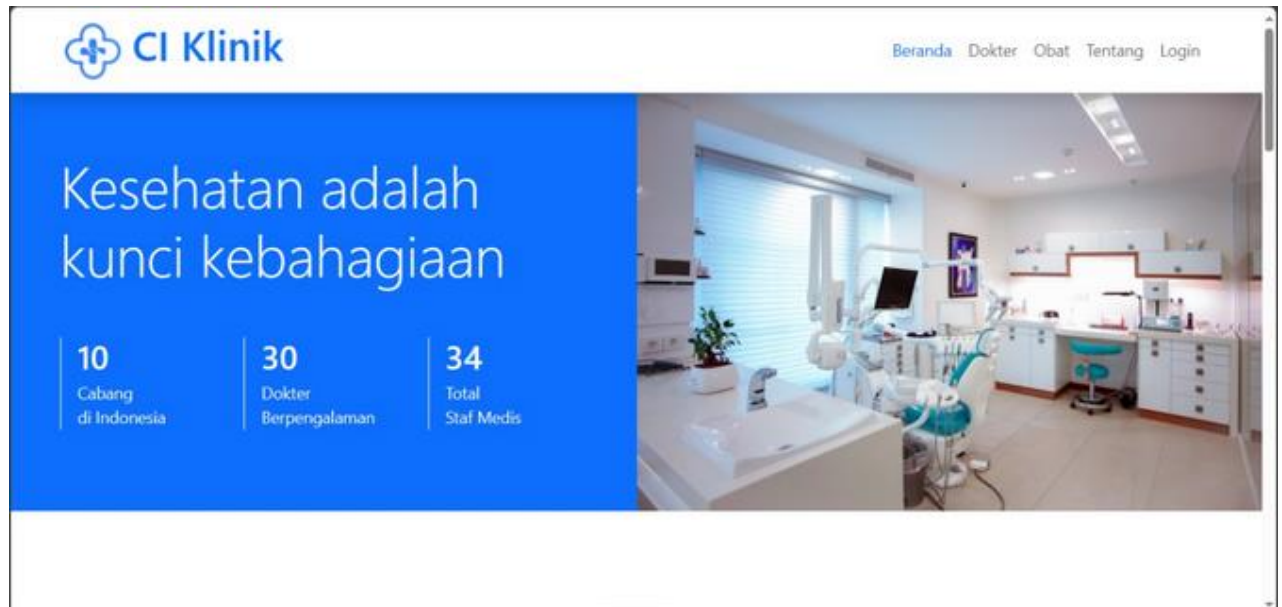 CI Klinik
Beranda Dokter Obat Tentang Login
Kesehatan adalah
kunci kebahagiaan
10
Cabang
di Indonesia
30
Dokter
Berpengalaman
34
Total
Staf Medis